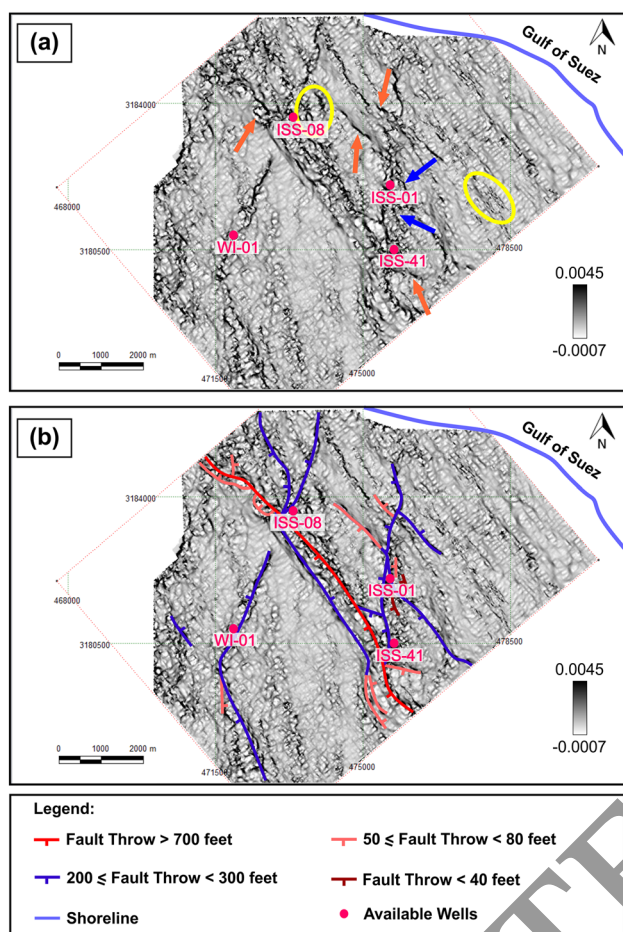 (a)
Gulf of Suez
N
3184000
ISS-08
ISS-01
468000
WI-01
3180500
ISS-41
478500
0.0045
-0.0007
0 1000 2000 m
471500
475000
(b)
Gulf of Suez
N
3184000
ISS-08
ISS-01
468000
WI-01
3180500
ISS-41
478500
0.0045
-0.0007
0 1000 2000 m
471500
475000
Legend:
Fault Throw > 700 feet
50 ⩽ Fault Throw < 80 feet
200 ⩽ Fault Throw < 300 feet
Fault Throw < 40 feet
Shoreline
Available Wells